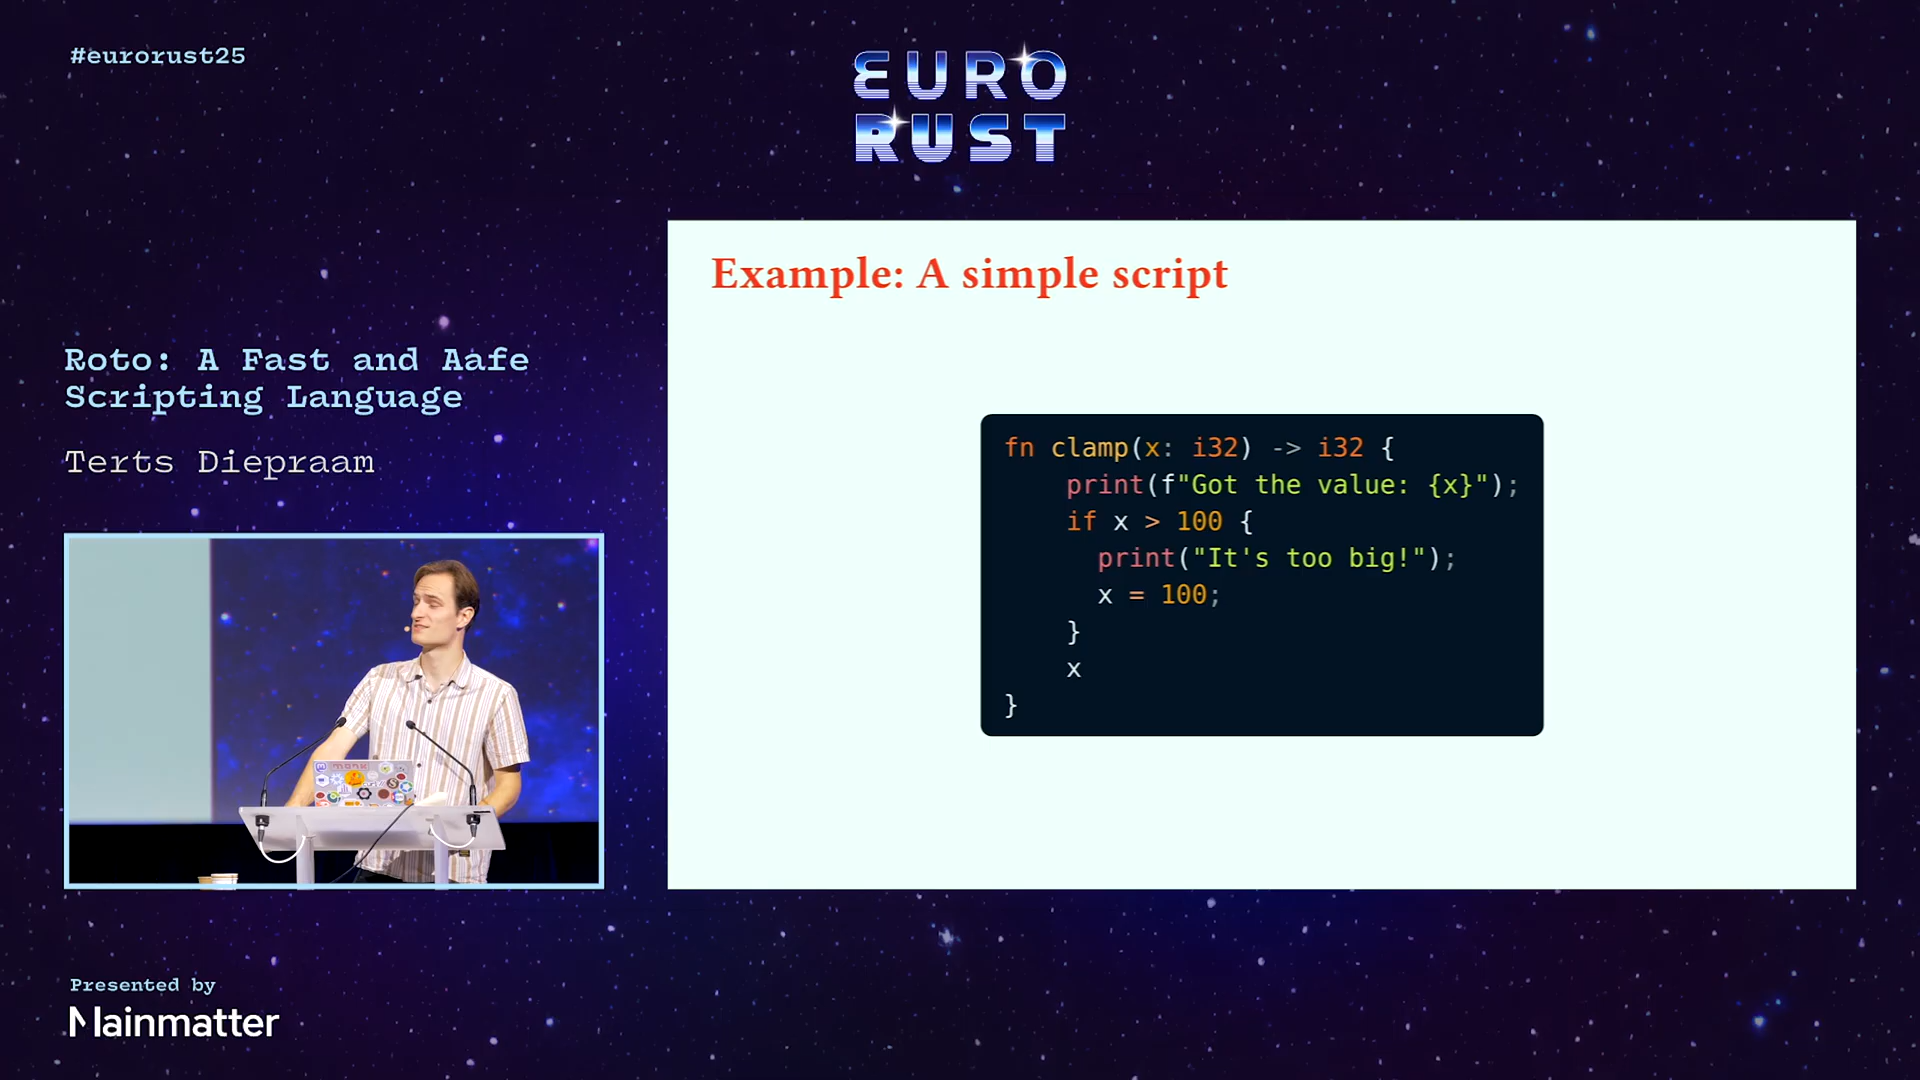 #eurorust25
EURO
RUST
Roto: A Fast and Aafe
Scripting Language
Terts Diepraam
Example: A simple script
fn clamp(x: i32) -> i32 {
    print(f"Got the value: {x}");
    if x > 100 {
      print("It's too big!");
      x = 100;
    }
    x
}
Presented by
Mainmatter